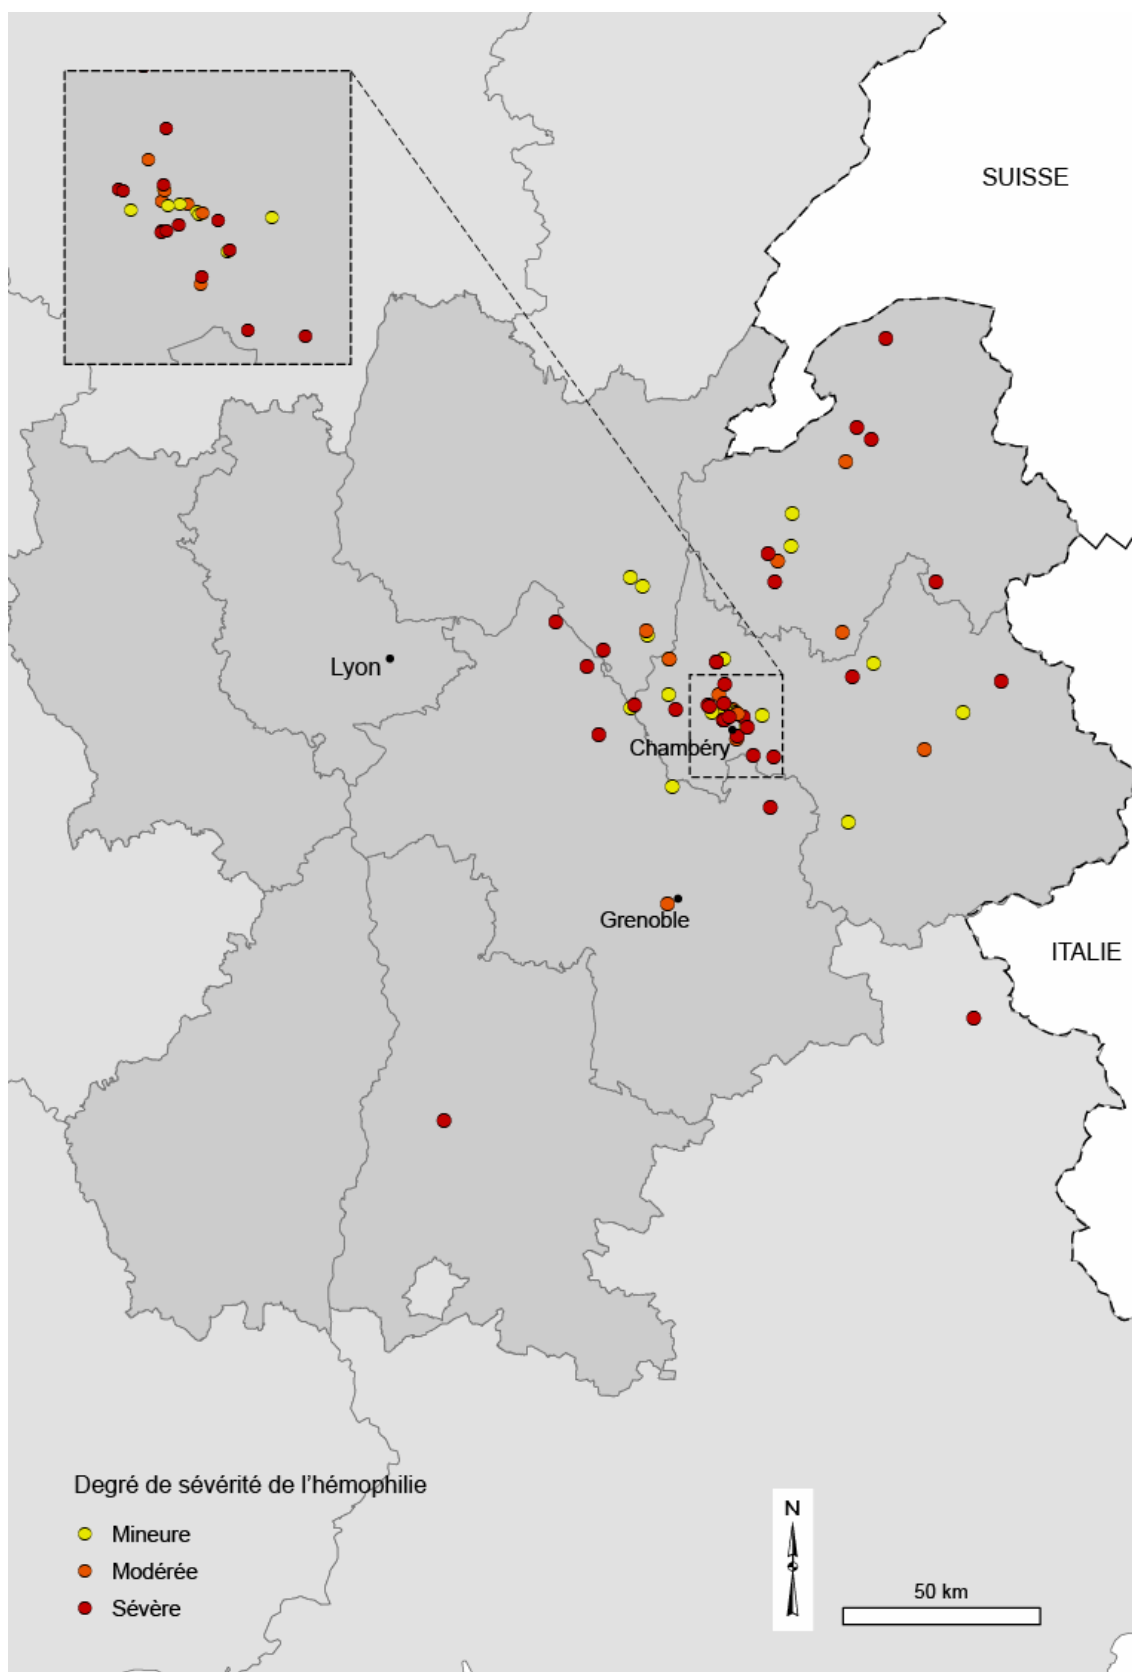 SUISSE
Lyon
Chambéry
Grenoble
ITALIE
Degré de sévérité de l'hémophilie
Mineure
Modérée
Sévère
N
50 km